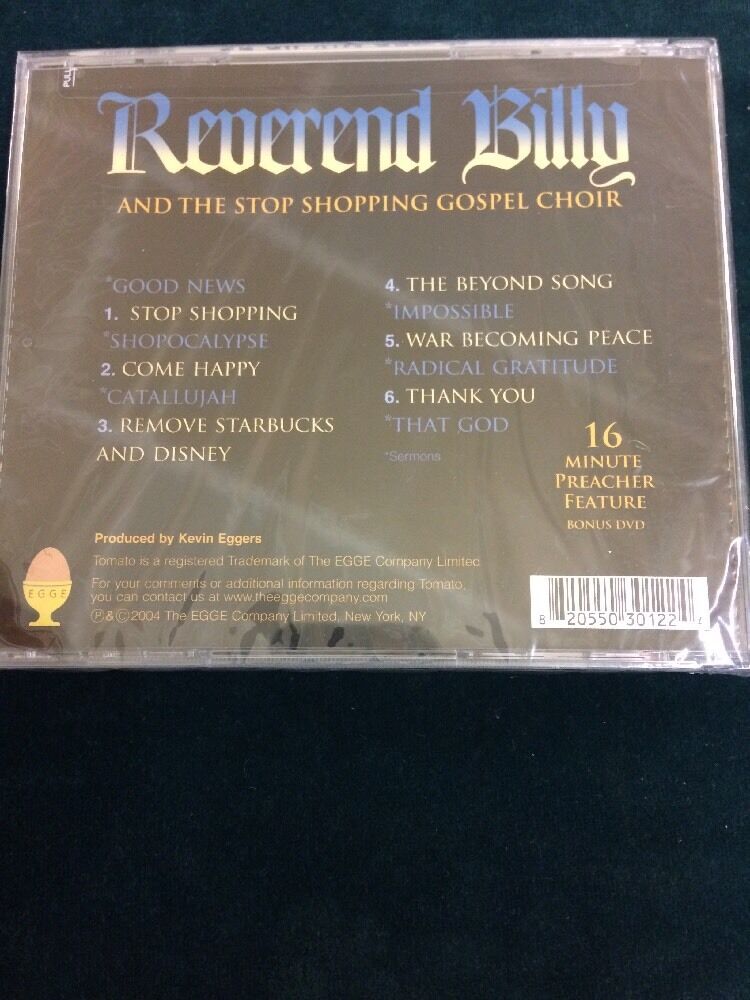 PULL
Reverend Billy
AND THE STOP SHOPPING GOSPEL CHOIR
*GOOD NEWS
1. STOP SHOPPING
*SHOPOCALYPSE
2. COME HAPPY
*CATALLUJAH
3. REMOVE STARBUCKS
AND DISNEY
4. THE BEYOND SONG
*IMPOSSIBLE
5. WAR BECOMING PEACE
*RADICAL GRATITUDE
6. THANK YOU
*THAT GOD
*Sermons
16
MINUTE
PREACHER
FEATURE
BONUS DVD
Produced by Kevin Eggers
Tomato is a registered Trademark of The EGGE Company Limited
For your comments or additional information regarding Tomato,
you can contact us at www.theeggecompany.com
℗&©2004 The EGGE Company Limited, New York, NY
EGGE
8 20550 30122